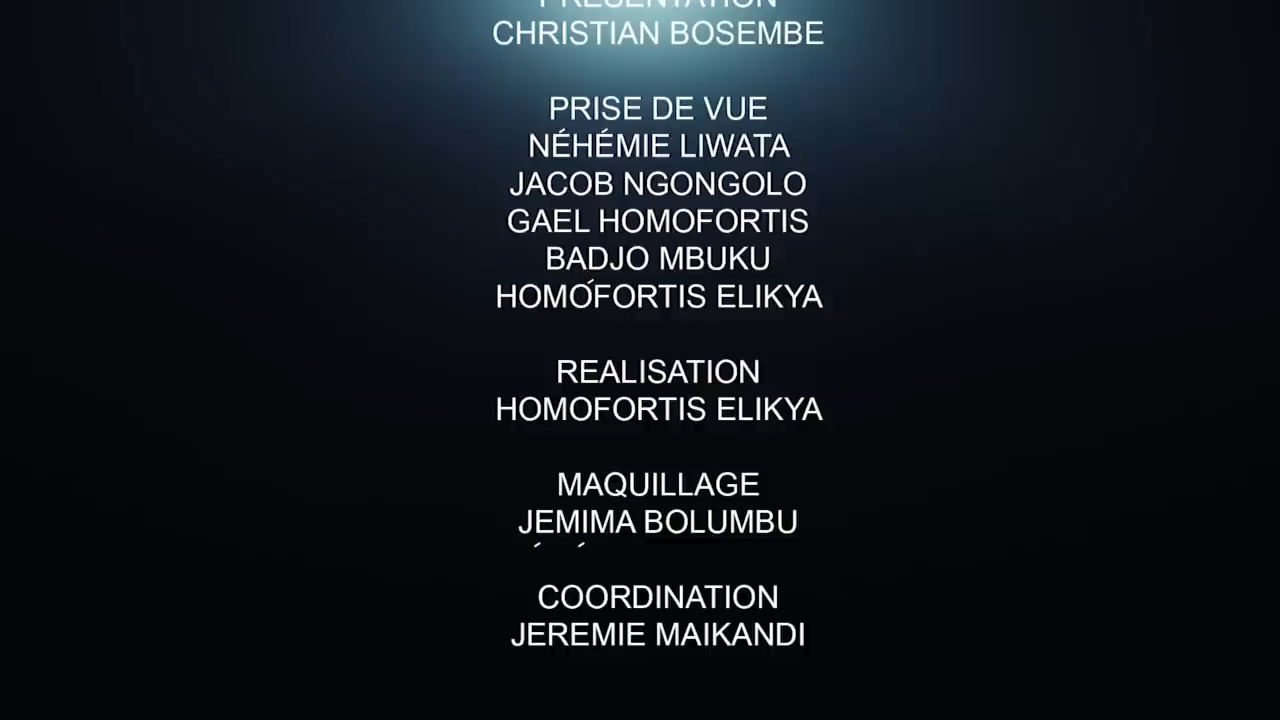 PRESENTATION
CHRISTIAN BOSEMBE
PRISE DE VUE
NÉHÉMIE LIWATA
JACOB NGONGOLO
GAEL HOMOFORTIS
BADJO MBUKU
HOMOFORTIS ELIKYA
REALISATION
HOMOFORTIS ELIKYA
MAQUILLAGE
JEMIMA BOLUMBU
COORDINATION
JEREMIE MAIKANDI